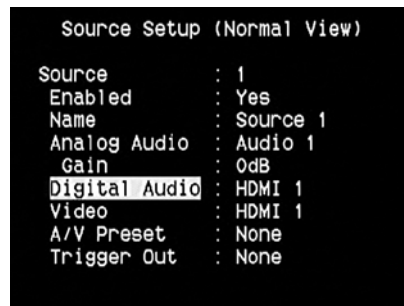 Source Setup (Normal View)
Source : 1
Enabled : Yes
Name : Source 1
Analog Audio : Audio 1
Gain : 0dB
Digital Audio : HDMI 1
Video : HDMI 1
A/V Preset : None
Trigger Out : None